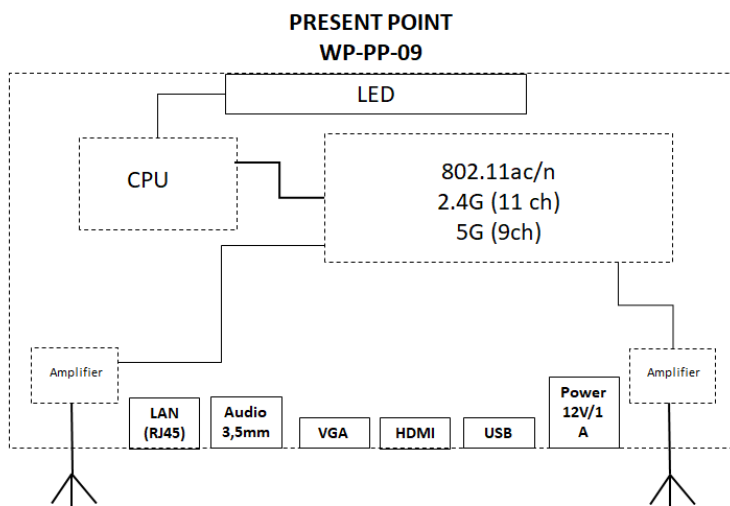 PRESENT POINT
WP-PP-09
LED
CPU
802.11ac/n
2.4G (11 ch)
5G (9ch)
Amplifier
Amplifier
LAN
(RJ45)
Audio
3,5mm
VGA
HDMI
USB
Power
12V/1
A